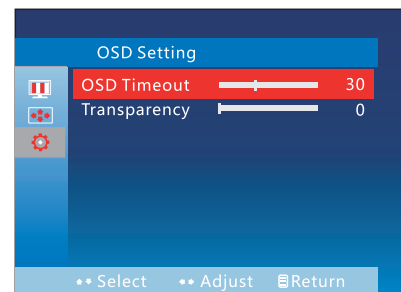 OSD Setting
OSD Timeout 30
Transparency 0
Select Adjust Return